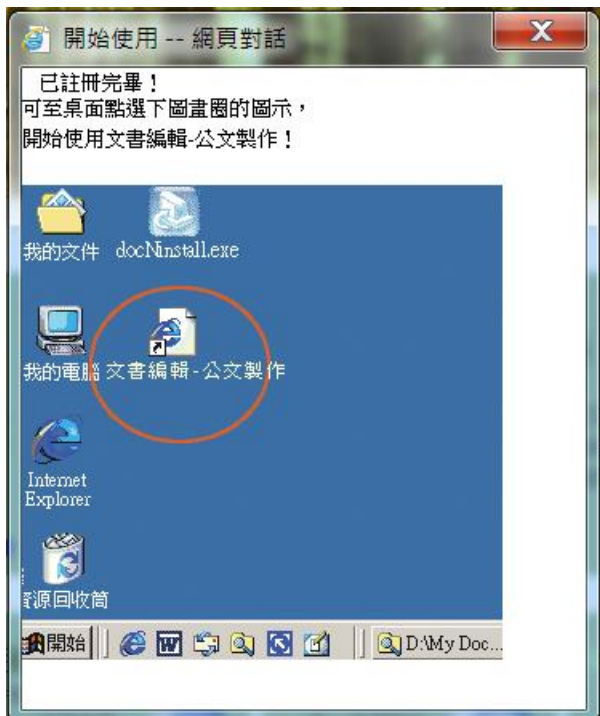 開始使用 -- 網頁對話
已註冊完畢！
可至桌面點選下圖畫圈的圖示，
開始使用文書編輯-公文製作！
我的文件 docNinstall.exe
我的電腦 文書編輯-公文製作
Internet
Explorer
資源回收筒
開始 D:\My Doc...